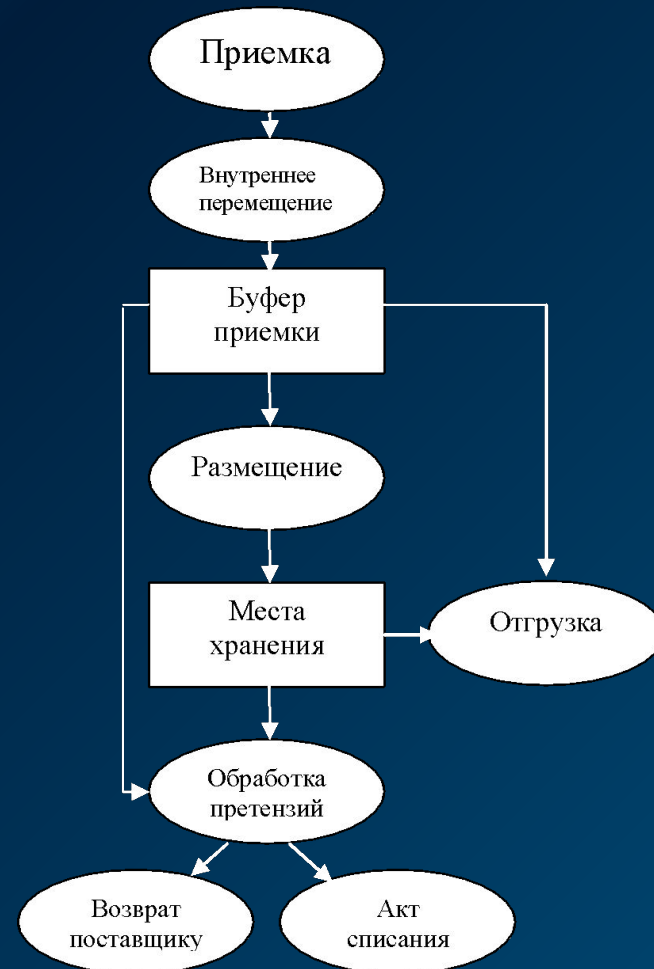 Приемка
Внутреннее
перемещение
Буфер
приемки
Размещение
Места
хранения
Отгрузка
Обработка
претензий
Возврат
поставщику
Акт
списания